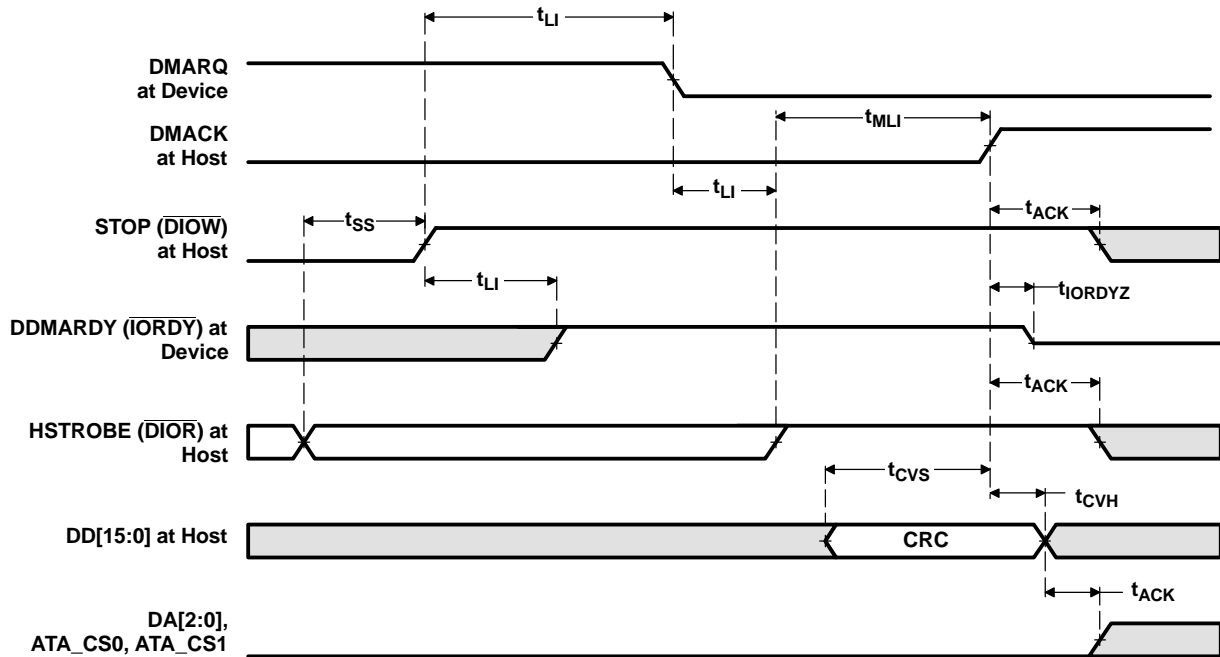 tLI
DMARQ
at Device
tMLI
DMACK
at Host
tLI
tACK
tSS
STOP (DIOW)
at Host
tLI
tIORDYZ
DDMARDY (IORDY) at
Device
tACK
HSTROBE (DIOR) at
Host
tCVS
tCVH
DD[15:0] at Host
CRC
tACK
DA[2:0],
ATA_CS0, ATA_CS1